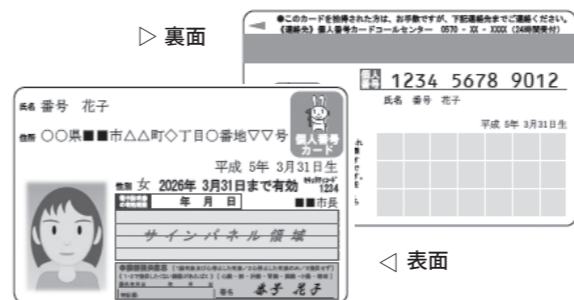 ▷ 裏面
●このカードを拾得された方は、お手数ですが、下記連絡先までご連絡ください。
《連絡先》個人番号カードコールセンター 0570 - XX - XXXX (24時間受付)
個人番号 1234 5678 9012
氏名 番号 花子
平成 5年 3月31日生
氏名 番号 花子
住所 〇〇県■■市△△町◇丁目〇番地▽▽号
個人番号カード
平成 5年 3月31日生
性別 女 2026年 3月31日まで有効
1234
年 月 日
■■市長
サインパネル領域
署名 番号 花子
◁ 表面